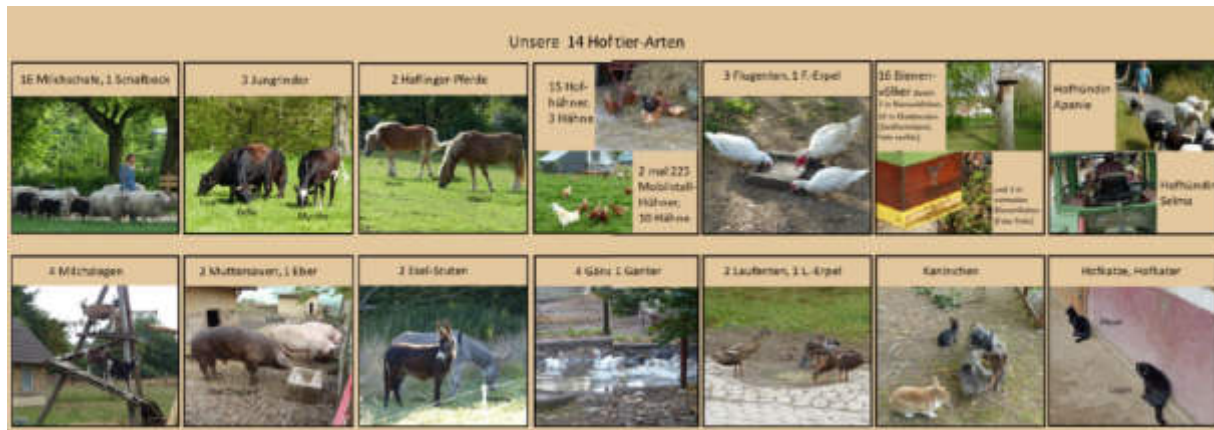 Unsere 14 Hoftier-Arten
16 Milchschafe, 1 Schafbock
3 Jungrinder
2 Haflinger-Pferde
15 Hof-
hühner,
3 Hähne
2 mal 225
Mobilstall-
Hühner,
10 Hähne
3 Flugenten, 1 F.-Erpel
16 Bienen-
völker
Hofhündin
Apanie
Hofhündin
Selma
4 Milchziegen
2 Muttersauen, 1 Eber
2 Esel-Stuten
4 Gäns 1 Ganter
2 Laufenten, 1 L.-Erpel
Kaninchen
Hofkatze, Hofkater